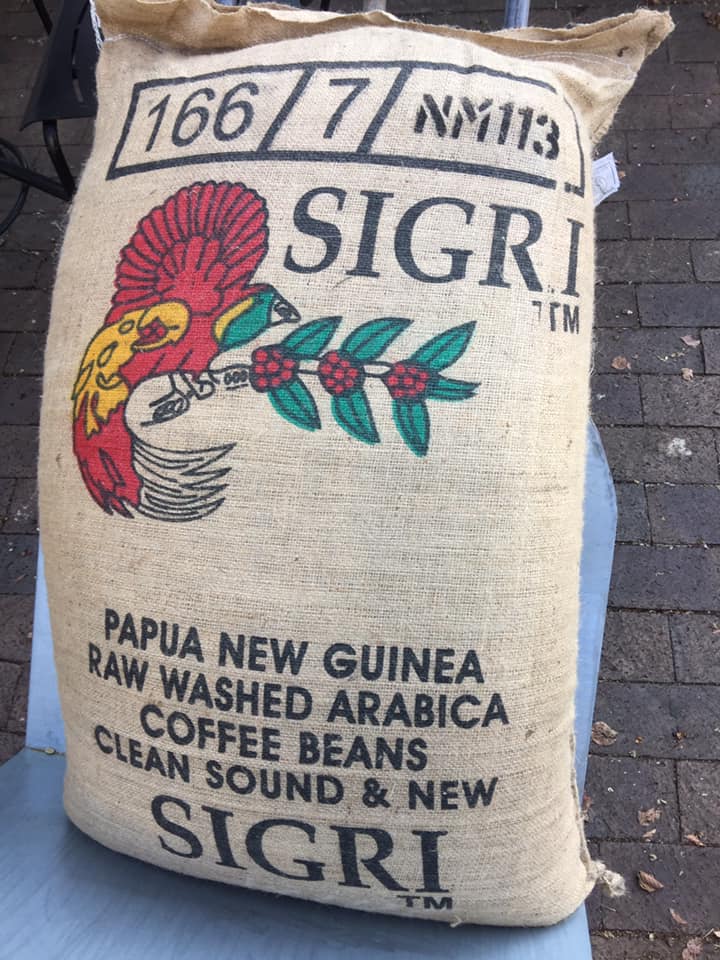 166 / 7 / NM113
SIGRI
TM
PAPUA NEW GUINEA
RAW WASHED ARABICA
COFFEE BEANS
CLEAN SOUND & NEW
SIGRI
TM